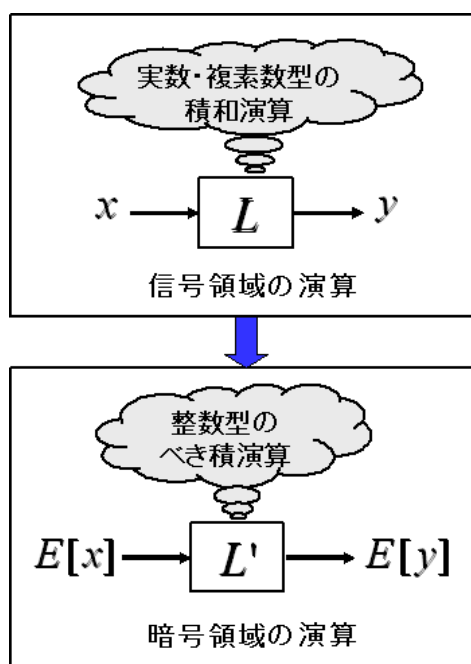 実数・複素数型の
積和演算
x L y
信号領域の演算
整数型の
べき積演算
E[x] L' E[y]
暗号領域の演算